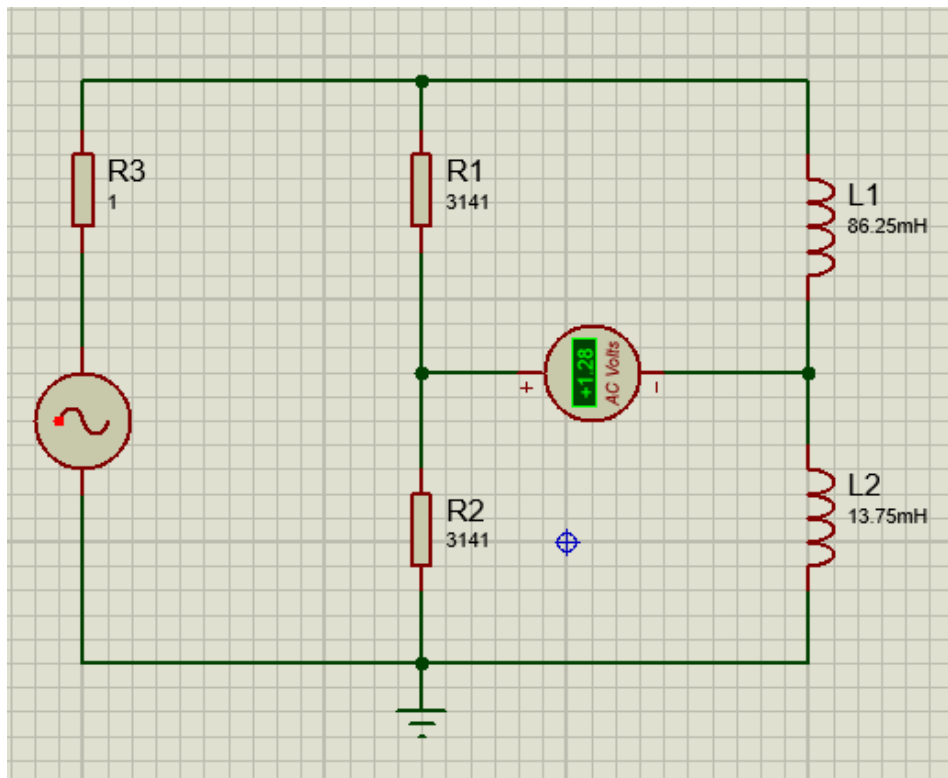 R3
1
R1
3141
L1
86.25mH
+1.28
AC Volts
+
−
R2
3141
L2
13.75mH